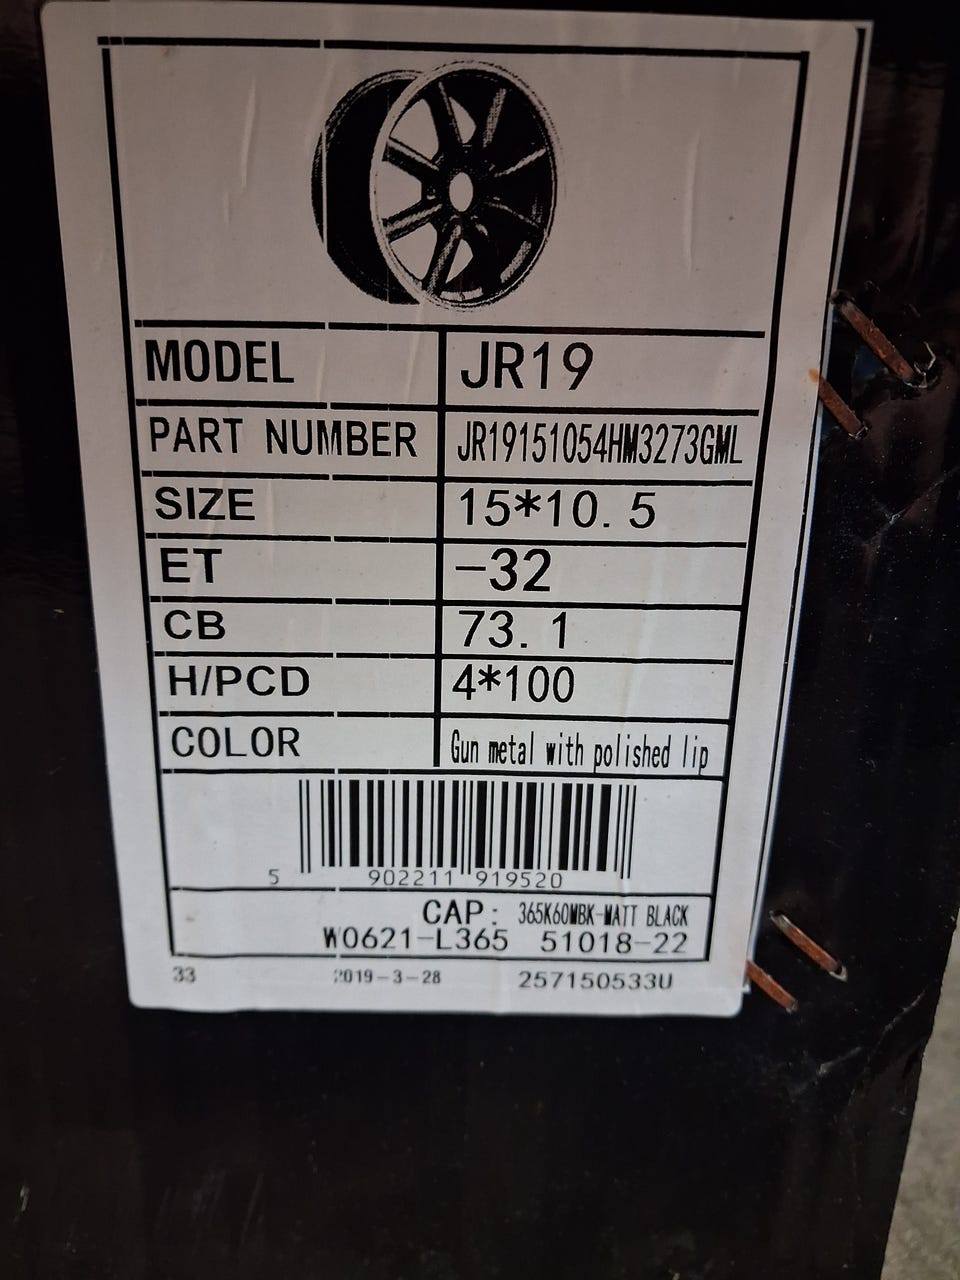 MODEL JR19
PART NUMBER JR19151054HM3273GML
SIZE 15*10.5
ET -32
CB 73.1
H/PCD 4*100
COLOR Gun metal with polished lip
5 902211 919520
CAP: 365K60MBK-MATT BLACK
W0621-L365 51018-22
33 2019-3-28 257150533U